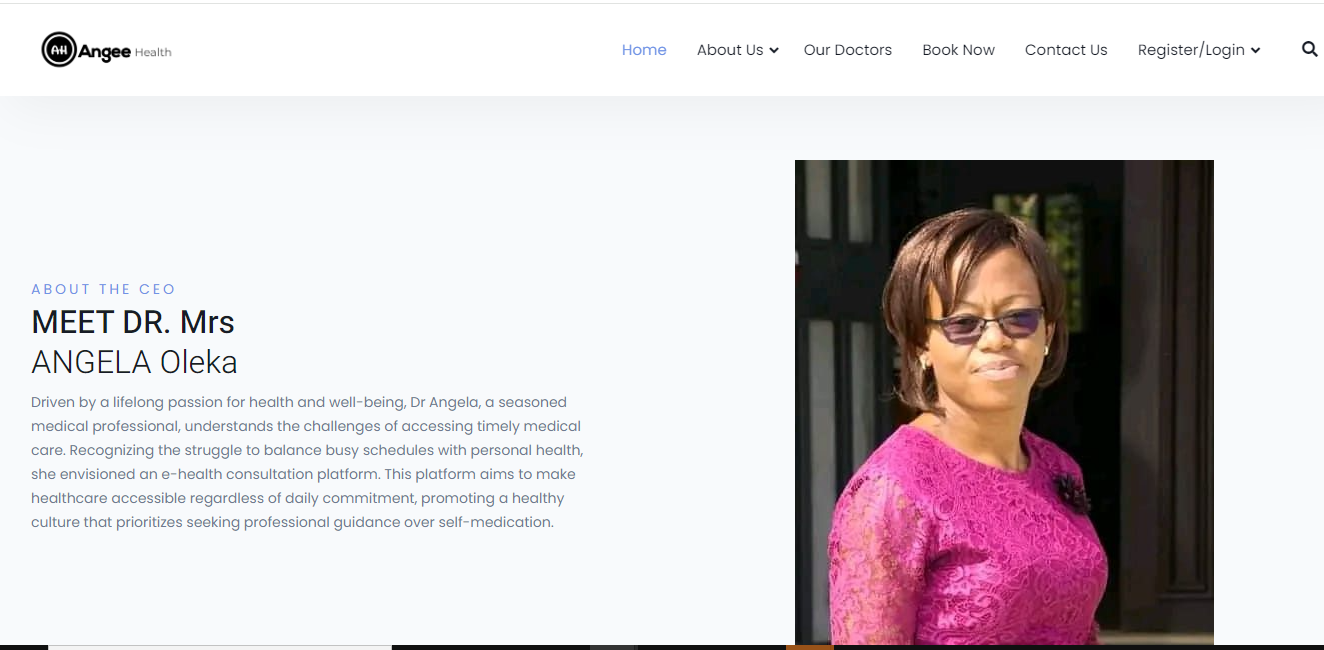 AH Angee Health
Home About Us Our Doctors Book Now Contact Us Register/Login
ABOUT THE CEO
MEET DR. Mrs
ANGELA Oleka
Driven by a lifelong passion for health and well-being, Dr Angela, a seasoned
medical professional, understands the challenges of accessing timely medical
care. Recognizing the struggle to balance busy schedules with personal health,
she envisioned an e-health consultation platform. This platform aims to make
healthcare accessible regardless of daily commitment, promoting a healthy
culture that prioritizes seeking professional guidance over self-medication.